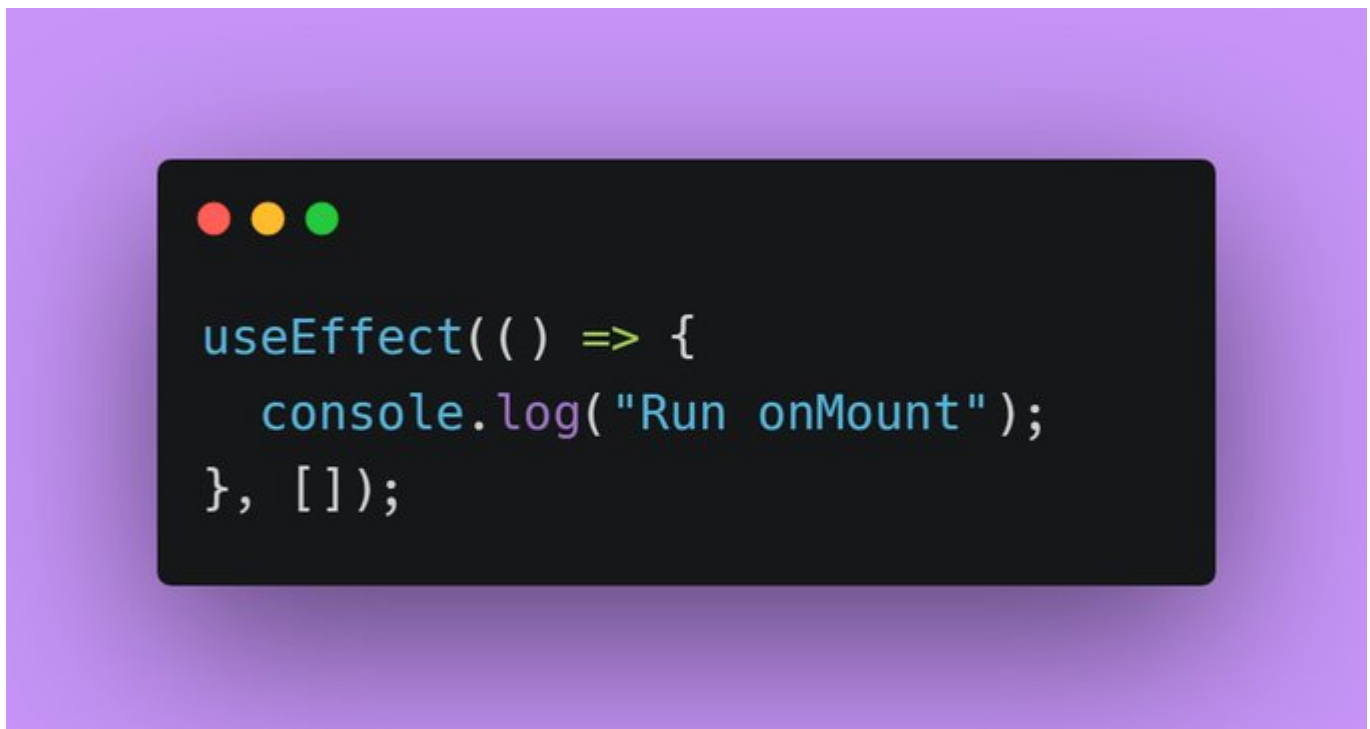 useEffect(() => {
  console.log("Run onMount");
}, []);